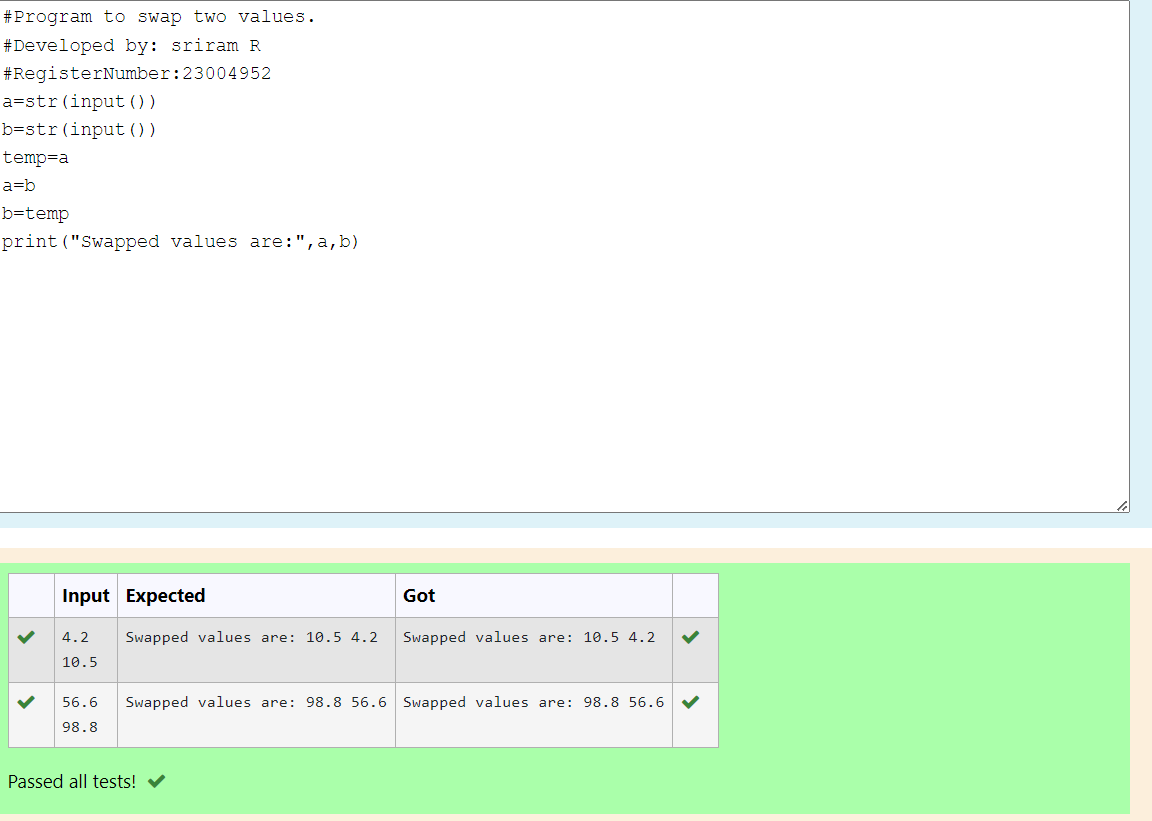 #Program to swap two values.
#Developed by: sriram R
#RegisterNumber:23004952
a=str(input())
b=str(input())
temp=a
a=b
b=temp
print("Swapped values are:",a,b)
Input Expected Got
4.2 Swapped values are: 10.5 4.2 Swapped values are: 10.5 4.2
10.5
56.6 Swapped values are: 98.8 56.6 Swapped values are: 98.8 56.6
98.8
Passed all tests!